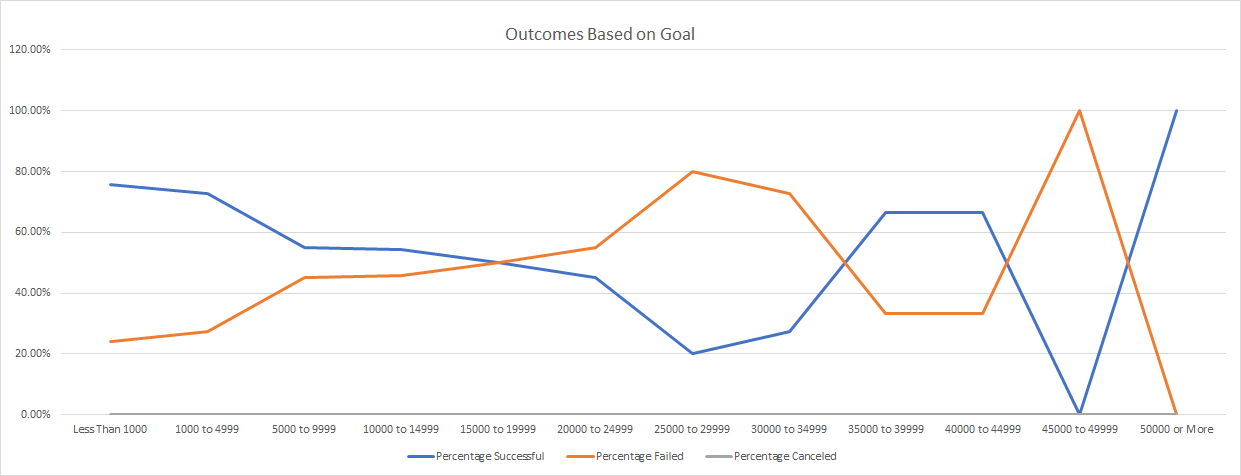 Outcomes Based on Goal
120.00%
100.00%
80.00%
60.00%
40.00%
20.00%
0.00%
Less Than 1000 1000 to 4999 5000 to 9999 10000 to 14999 15000 to 19999 20000 to 24999 25000 to 29999 30000 to 34999 35000 to 39999 40000 to 44999 45000 to 49999 50000 or More
Percentage Successful Percentage Failed Percentage Canceled